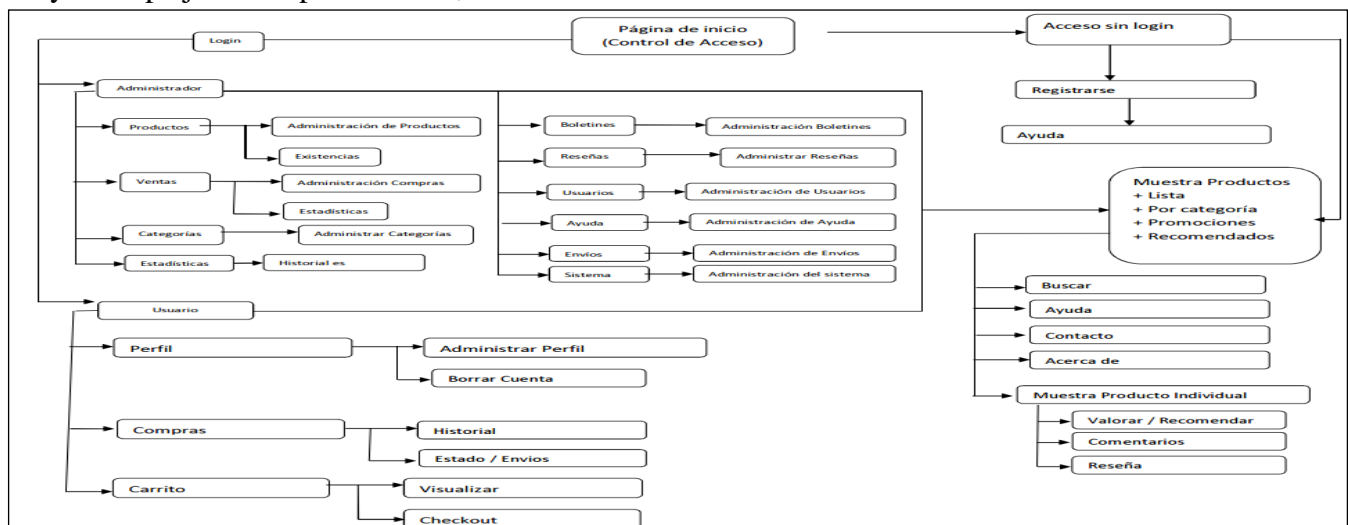 Página de inicio
(Control de Acceso)
Login
Acceso sin login
Registrarse
Ayuda
Administrador
Productos
Administración de Productos
Existencias
Ventas
Administración Compras
Estadísticas
Categorías
Administrar Categorías
Estadísticas
Historial es
Boletines
Administración Boletines
Reseñas
Administrar Reseñas
Usuarios
Administración de Usuarios
Ayuda
Administración de Ayuda
Envíos
Administración de Envíos
Sistema
Administración del sistema
Muestra Productos
+ Lista
+ Por categoría
+ Promociones
+ Recomendados
Buscar
Ayuda
Contacto
Acerca de
Muestra Producto Individual
Valorar / Recomendar
Comentarios
Reseña
Usuario
Perfil
Administrar Perfil
Borrar Cuenta
Compras
Historial
Estado / Envios
Carrito
Visualizar
Checkout